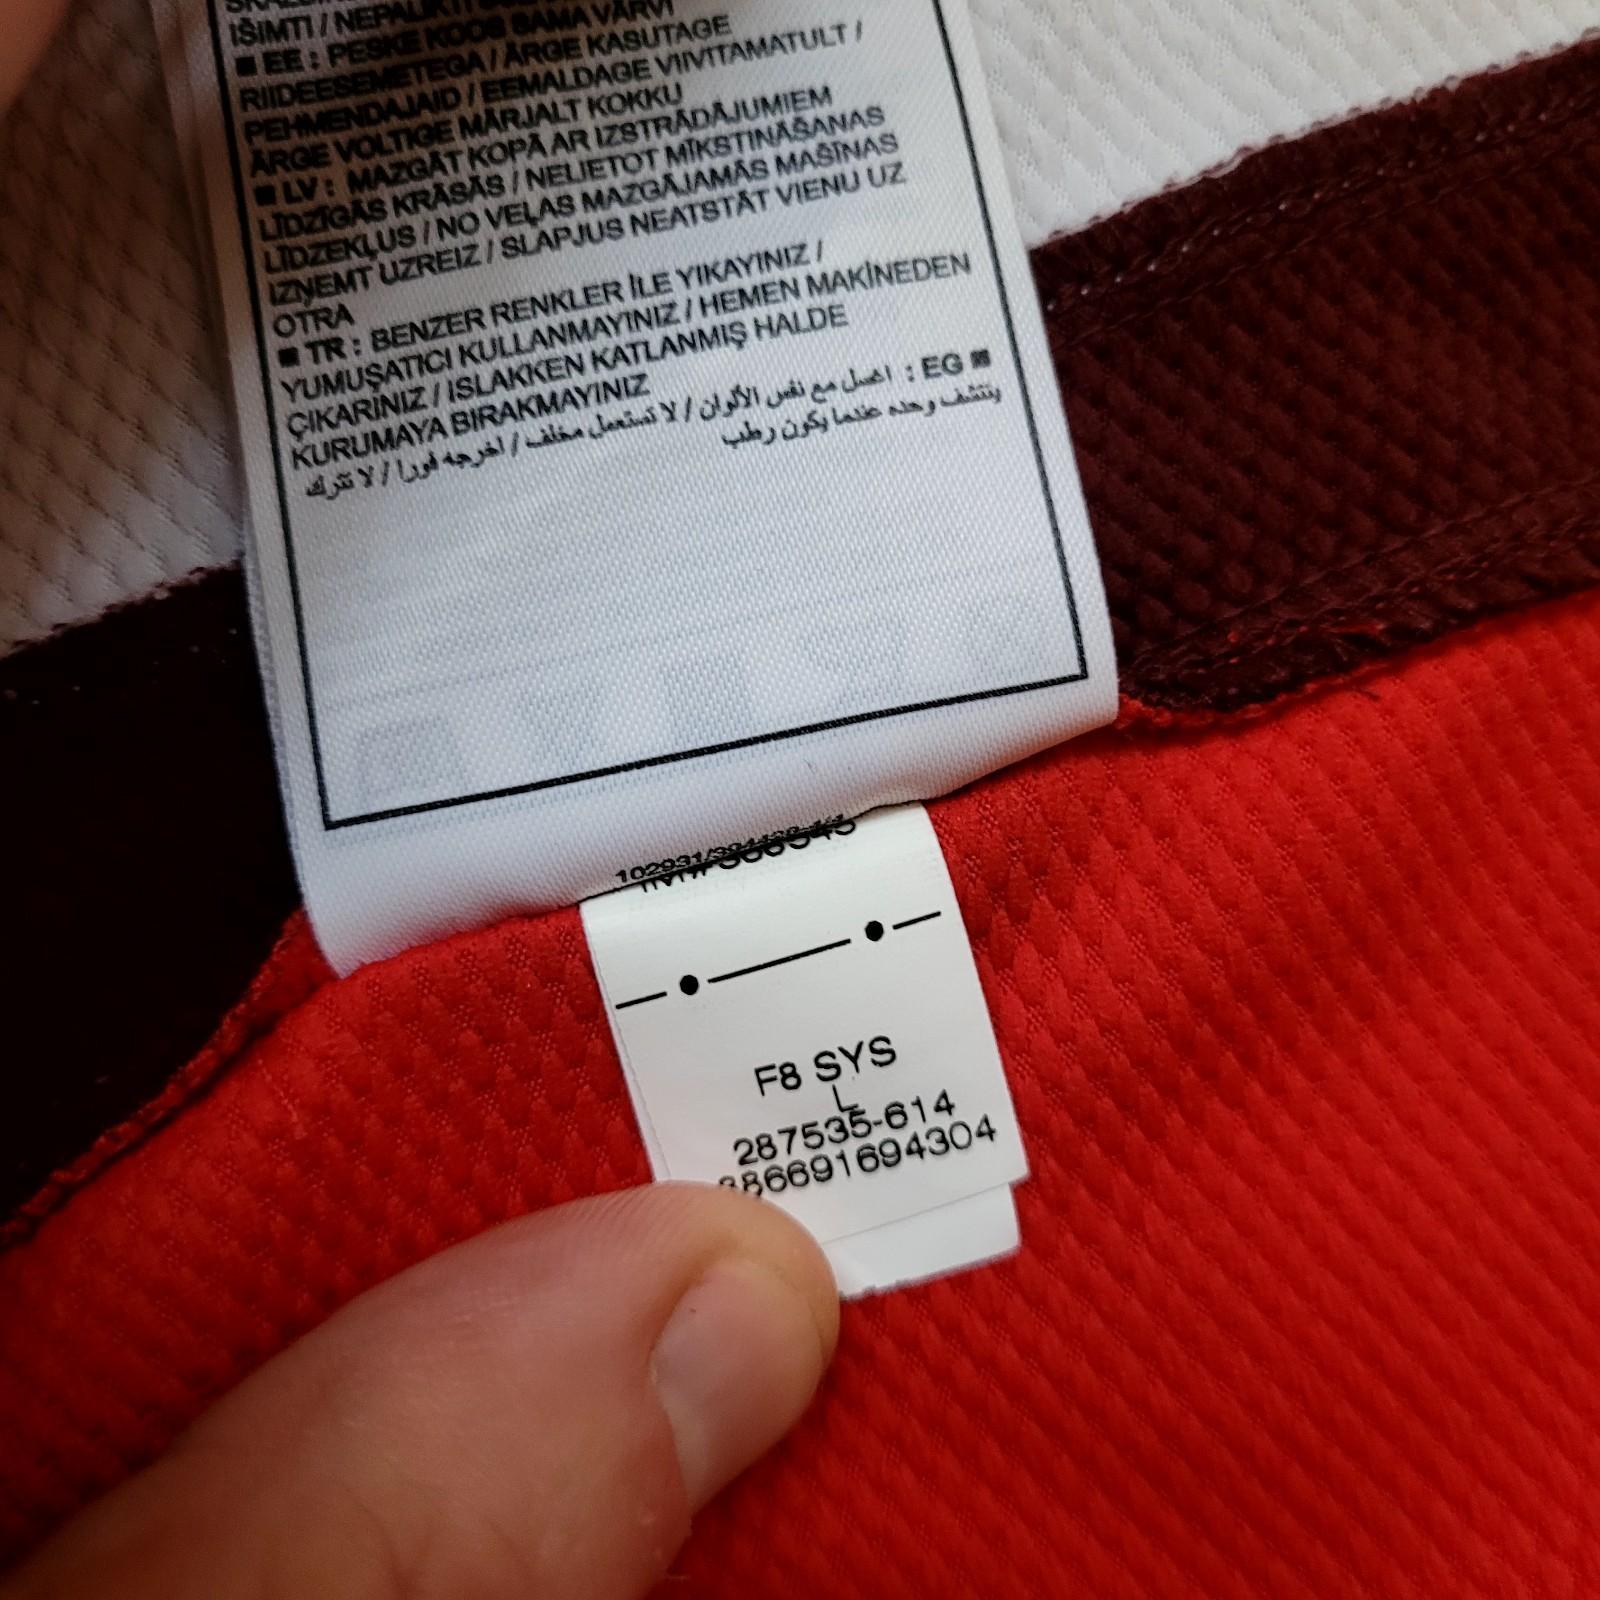 IŠIMTI / NEPALIKTI
■ EE : PESKE KOOS SAMA VÄRVI
RIIDEESEMETEGA / ÄRGE KASUTAGE
PEHMENDAJAID / EEMALDAGE VIIVITAMATULT /
ÄRGE VOLTIGE MÄRJALT KOKKU
■ LV : MAZGĀT KOPĀ AR IZSTRĀDĀJUMIEM
LĪDZĪGĀS KRĀSĀS / NELIETOT MĪKSTINĀŠANAS
LĪDZEKĻUS / NO VEĻAS MAZGĀJAMĀS MAŠĪNAS
IZŅEMT UZREIZ / SLAPJUS NEATSTĀT VIENU UZ
OTRA
■ TR : BENZER RENKLER İLE YIKAYINIZ /
YUMUŞATICI KULLANMAYINIZ / HEMEN MAKİNEDEN
ÇIKARINIZ / ISLAKKEN KATLANMIŞ HALDE
KURUMAYA BIRAKMAYINIZ
■ EG : اغسل مع نفس الألوان / لا تستعمل مخلف / اخرجه فورا / لا تترك
يتنشف وحده عندما يكون رطب
F8 SYS
L
287535-614
886691694304